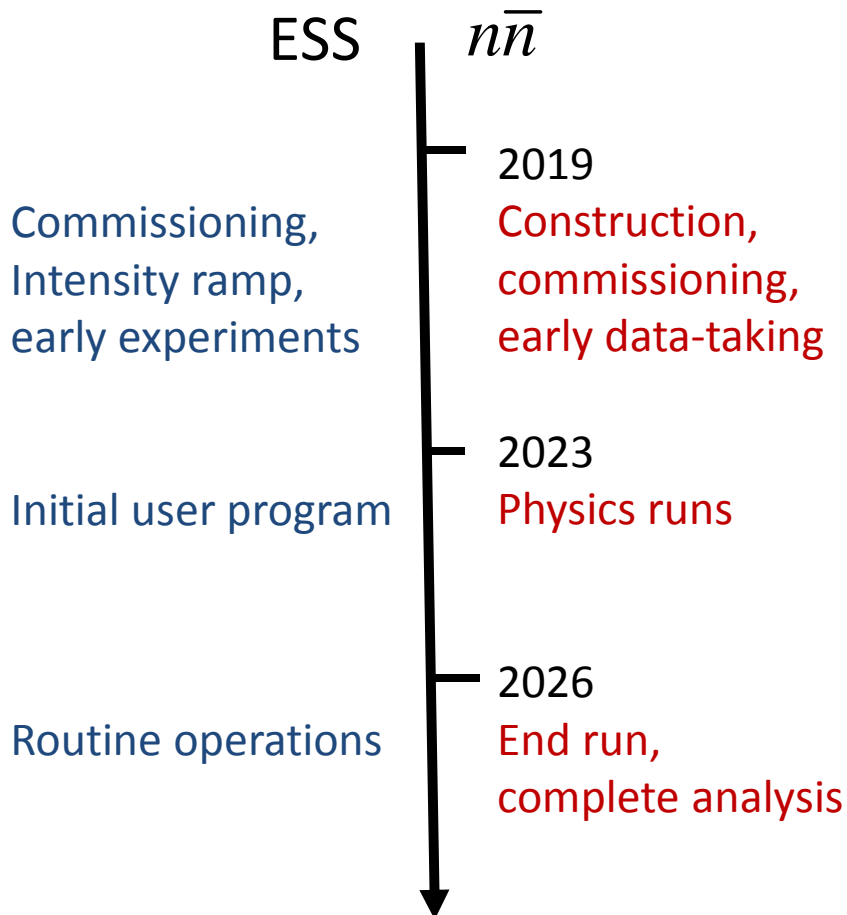 ESS
nn̅
2019
Commissioning,
Intensity ramp,
early experiments
Construction,
commissioning,
early data-taking
2023
Initial user program
Physics runs
2026
Routine operations
End run,
complete analysis